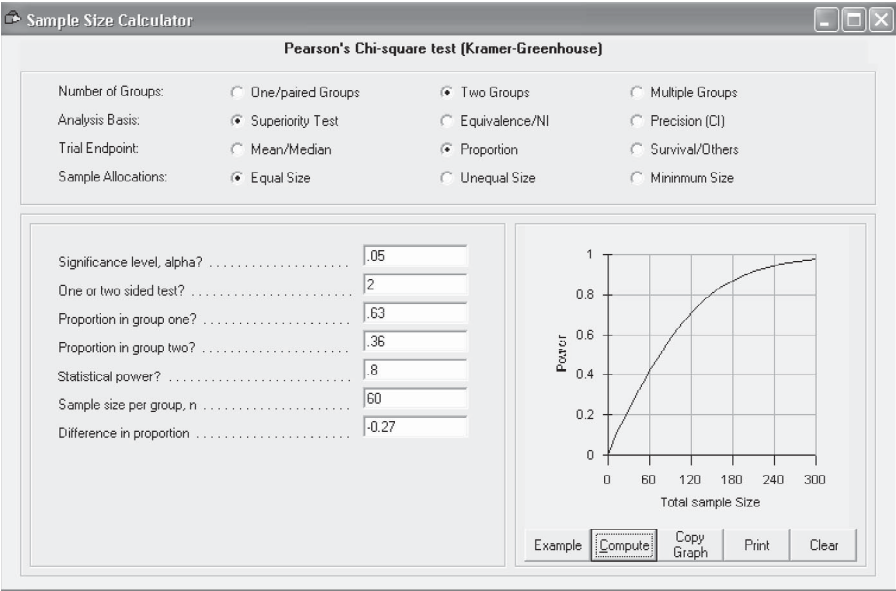 Sample Size Calculator
Pearson's Chi-square test (Kramer-Greenhouse)
Number of Groups: One/paired Groups Two Groups Multiple Groups
Analysis Basis: Superiority Test Equivalence/NI Precision (CI)
Trial Endpoint: Mean/Median Proportion Survival/Others
Sample Allocations: Equal Size Unequal Size Mininmum Size
Significance level, alpha? .05
One or two sided test? 2
Proportion in group one? .63
Proportion in group two? .36
Statistical power? .8
Sample size per group, n 60
Difference in proportion -0.27
Power
1
0.8
0.6
0.4
0.2
0
0 60 120 180 240 300
Total sample Size
Example Compute Copy Graph Print Clear